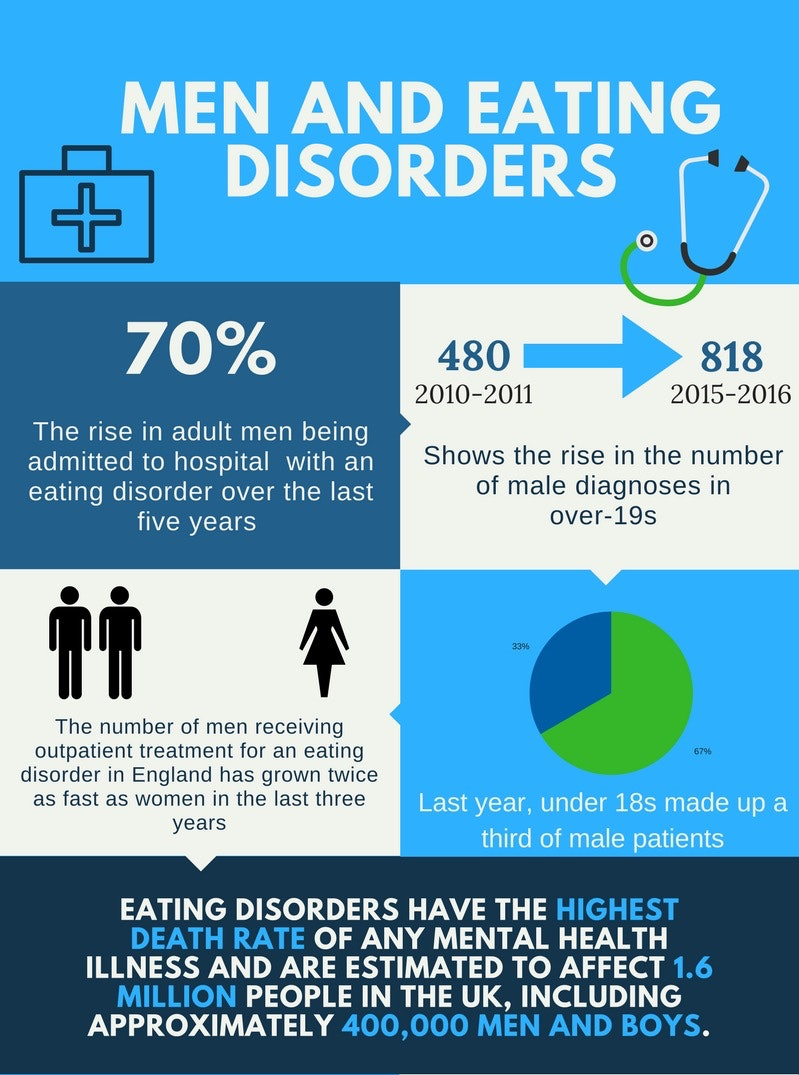 MEN AND EATING
DISORDERS
70%
The rise in adult men being
admitted to hospital with an
eating disorder over the last
five years
480
818
2010-2011
2015-2016
Shows the rise in the number
of male diagnoses in
over-19s
The number of men receiving
outpatient treatment for an eating
disorder in England has grown twice
as fast as women in the last three
years
33%
67%
Last year, under 18s made up a
third of male patients
EATING DISORDERS HAVE THE HIGHEST
DEATH RATE OF ANY MENTAL HEALTH
ILLNESS AND ARE ESTIMATED TO AFFECT 1.6
MILLION PEOPLE IN THE UK, INCLUDING
APPROXIMATELY 400,000 MEN AND BOYS.